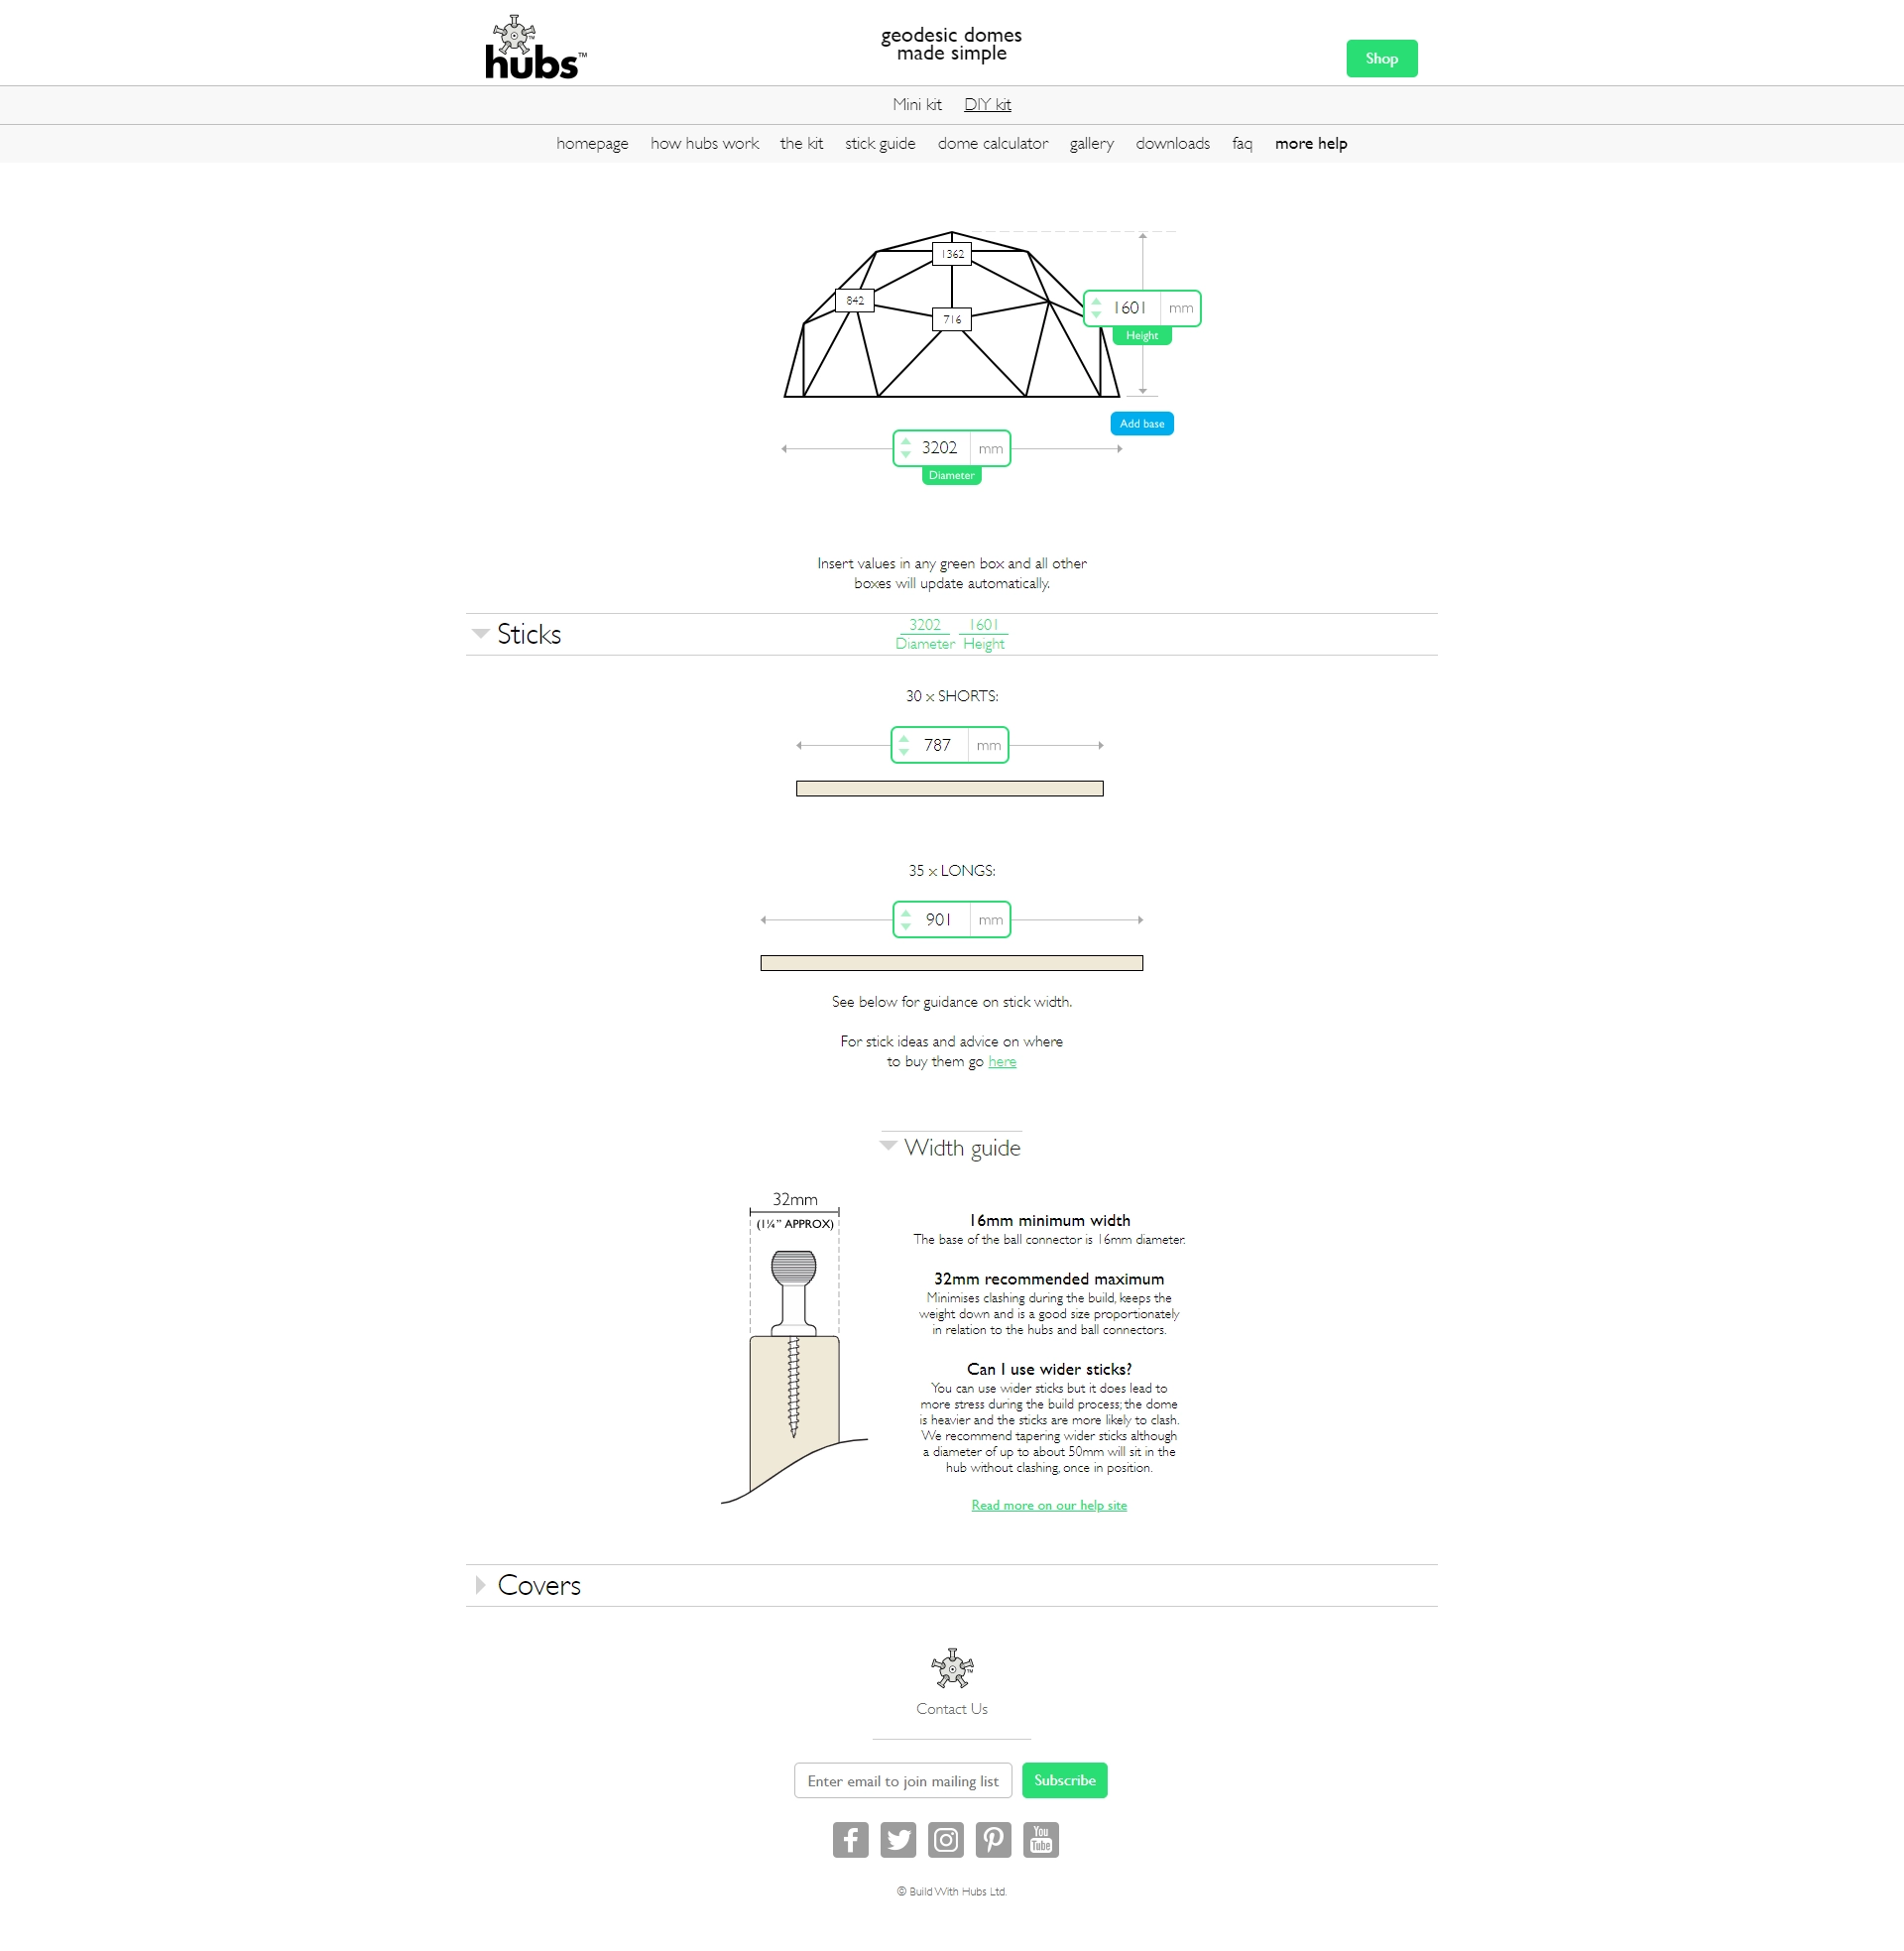 hubs™
geodesic domes
made simple
Shop
Mini kit DIY kit
homepage how hubs work the kit stick guide dome calculator gallery downloads faq more help
1362
842
716
1601 mm
Height
Add base
3202 mm
Diameter
Insert values in any green box and all other
boxes will update automatically.
Sticks
3202 1601
Diameter Height
30 x SHORTS:
787 mm
35 x LONGS:
901 mm
See below for guidance on stick width.
For stick ideas and advice on where
to buy them go here
Width guide
32mm
(1¼” APPROX)
16mm minimum width
The base of the ball connector is 16mm diameter.
32mm recommended maximum
Minimises clashing during the build, keeps the
weight down and is a good size proportionately
in relation to the hubs and ball connectors.
Can I use wider sticks?
You can use wider sticks but it does lead to
more stress during the build process; the dome
is heavier and the sticks are more likely to clash.
We recommend tapering wider sticks although
a diameter of up to about 50mm will sit in the
hub without clashing, once in position.
Read more on our help site
Covers
Contact Us
Enter email to join mailing list
Subscribe
You
Tube
© Build With Hubs Ltd.